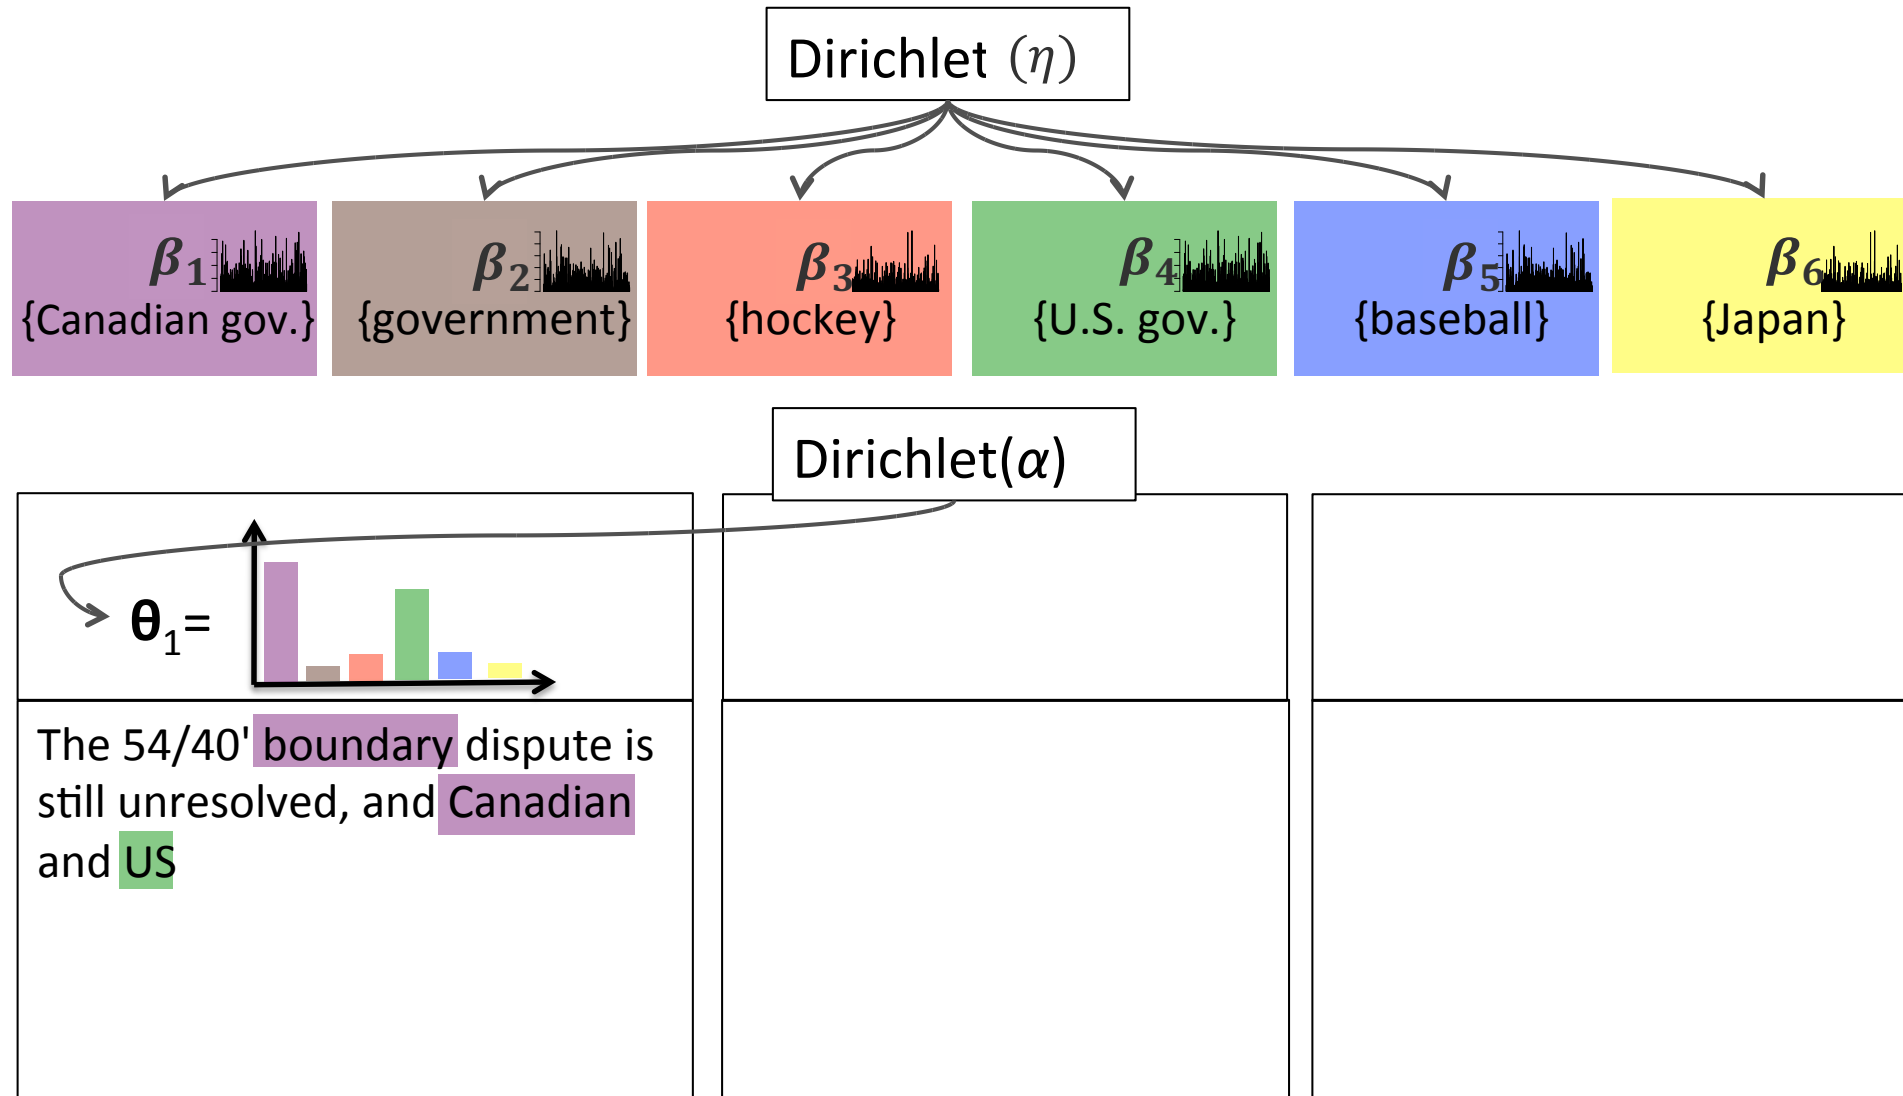 Dirichlet (η)
β1 β2 β3 β4 β5 β6
{Canadian gov.} {government} {hockey} {U.S. gov.} {baseball} {Japan}
Dirichlet(α)
θ1=
The 54/40' boundary dispute is
still unresolved, and Canadian
and US